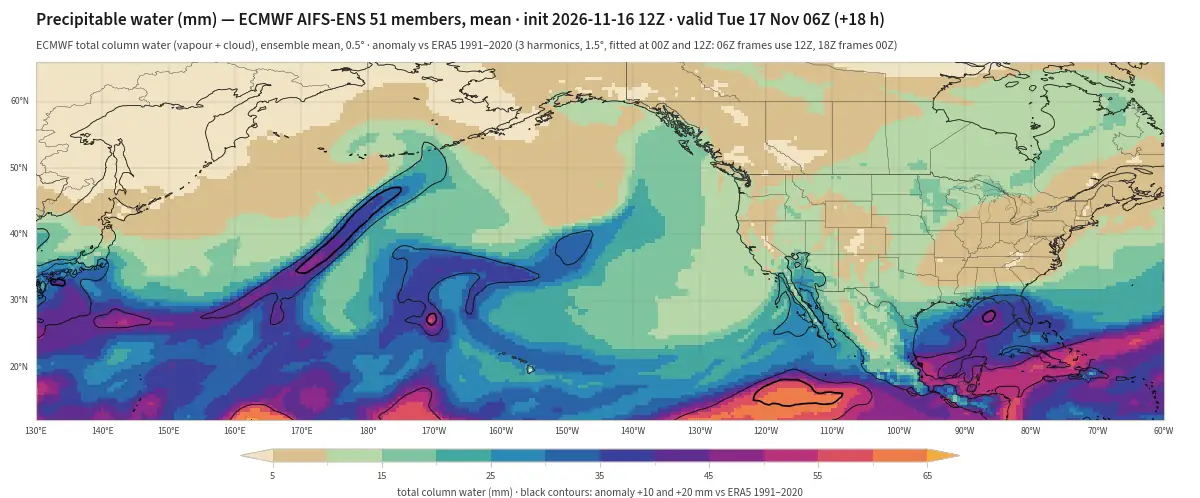 Precipitable water (mm) — ECMWF AIFS-ENS 51 members, mean · init 2026-11-16 12Z · valid Tue 17 Nov 06Z (+18 h)
ECMWF total column water (vapour + cloud), ensemble mean, 0.5° · anomaly vs ERA5 1991–2020 (3 harmonics, 1.5°, fitted at 00Z and 12Z: 06Z frames use 12Z, 18Z frames 00Z)
60°N
50°N
40°N
30°N
20°N
130°E 140°E 150°E 160°E 170°E 180° 170°W 160°W 150°W 140°W 130°W 120°W 110°W 100°W 90°W 80°W 70°W 60°W
5 15 25 35 45 55 65
total column water (mm) · black contours: anomaly +10 and +20 mm vs ERA5 1991–2020